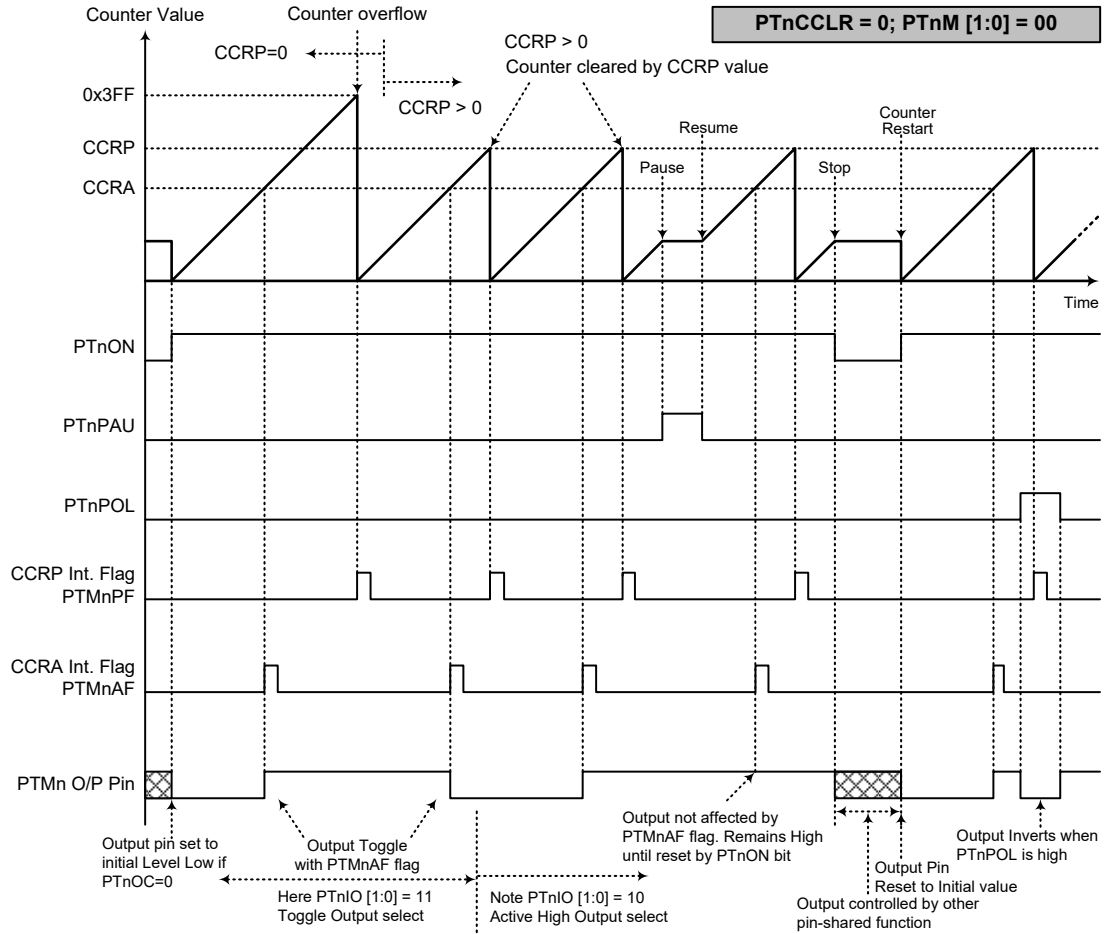 Counter Value
Counter overflow
PTnCCLR = 0; PTnM [1:0] = 00
CCRP=0
CCRP > 0
CCRP > 0
Counter cleared by CCRP value
0x3FF
CCRP
CCRA
Pause
Resume
Stop
Counter
Restart
Time
PTnON
PTnPAU
PTnPOL
CCRP Int. Flag
PTMnPF
CCRA Int. Flag
PTMnAF
PTMn O/P Pin
Output pin set to
initial Level Low if
PTnOC=0
Output Toggle
with PTMnAF flag
Here PTnIO [1:0] = 11
Toggle Output select
Note PTnIO [1:0] = 10
Active High Output select
Output not affected by
PTMnAF flag. Remains High
until reset by PTnON bit
Output Pin
Reset to Initial value
Output controlled by other
pin-shared function
Output Inverts when
PTnPOL is high